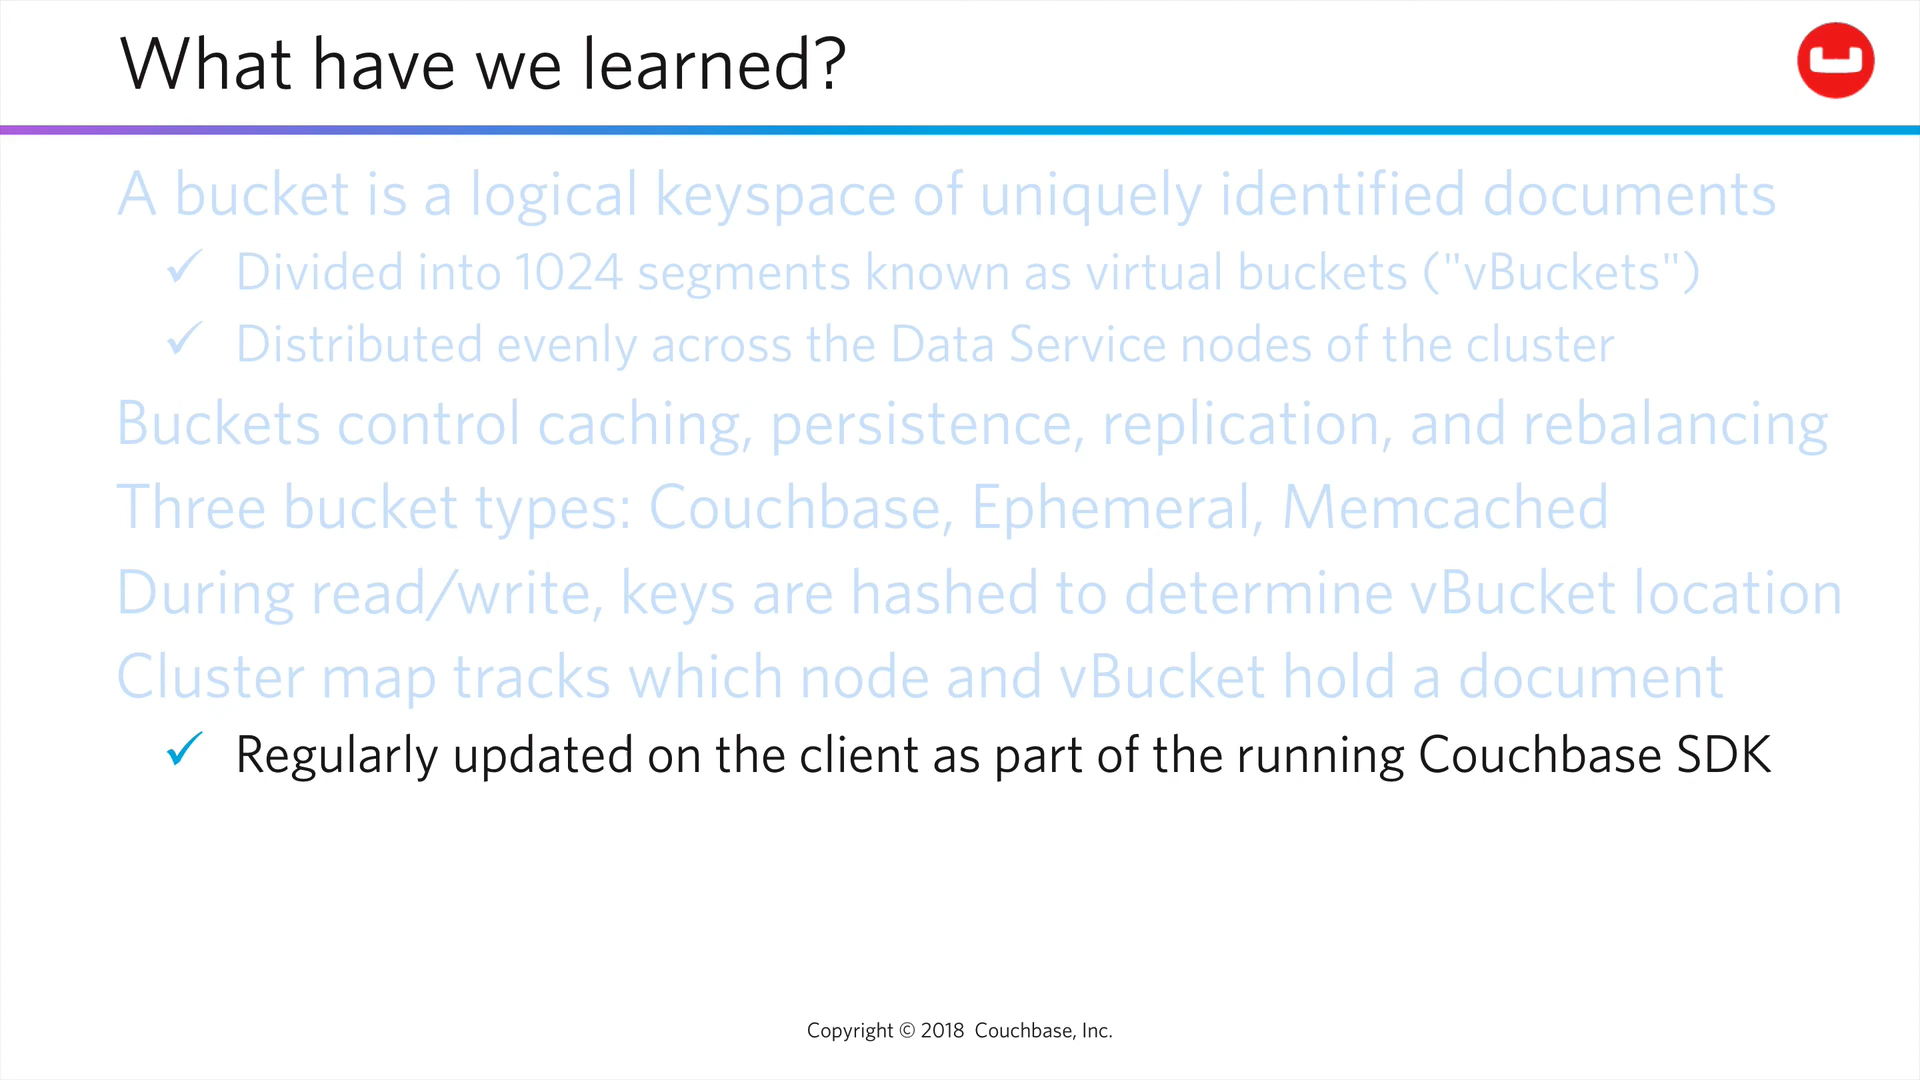 What have we learned?
A bucket is a logical keyspace of uniquely identified documents
✓ Divided into 1024 segments known as virtual buckets ("vBuckets")
✓ Distributed evenly across the Data Service nodes of the cluster
Buckets control caching, persistence, replication, and rebalancing
Three bucket types: Couchbase, Ephemeral, Memcached
During read/write, keys are hashed to determine vBucket location
Cluster map tracks which node and vBucket hold a document
✓ Regularly updated on the client as part of the running Couchbase SDK
Copyright © 2018 Couchbase, Inc.